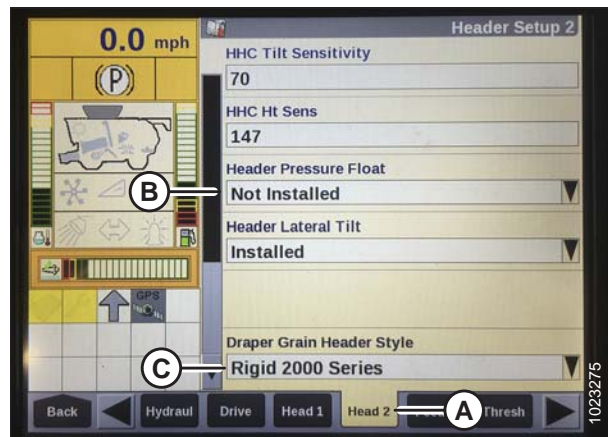 0.0 mph
Header Setup 2
(P)
HHC Tilt Sensitivity
70
HHC Ht Sens
147
Header Pressure Float
B
Not Installed
Header Lateral Tilt
Installed
GPS
Draper Grain Header Style
C
Rigid 2000 Series
Back
Hydraul
Drive
Head 1
Head 2
A
Thresh
1023275